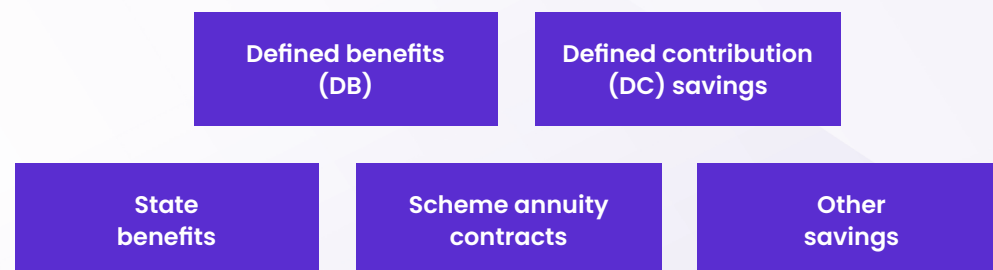 Defined benefits
(DB)
Defined contribution
(DC) savings
State
benefits
Scheme annuity
contracts
Other
savings